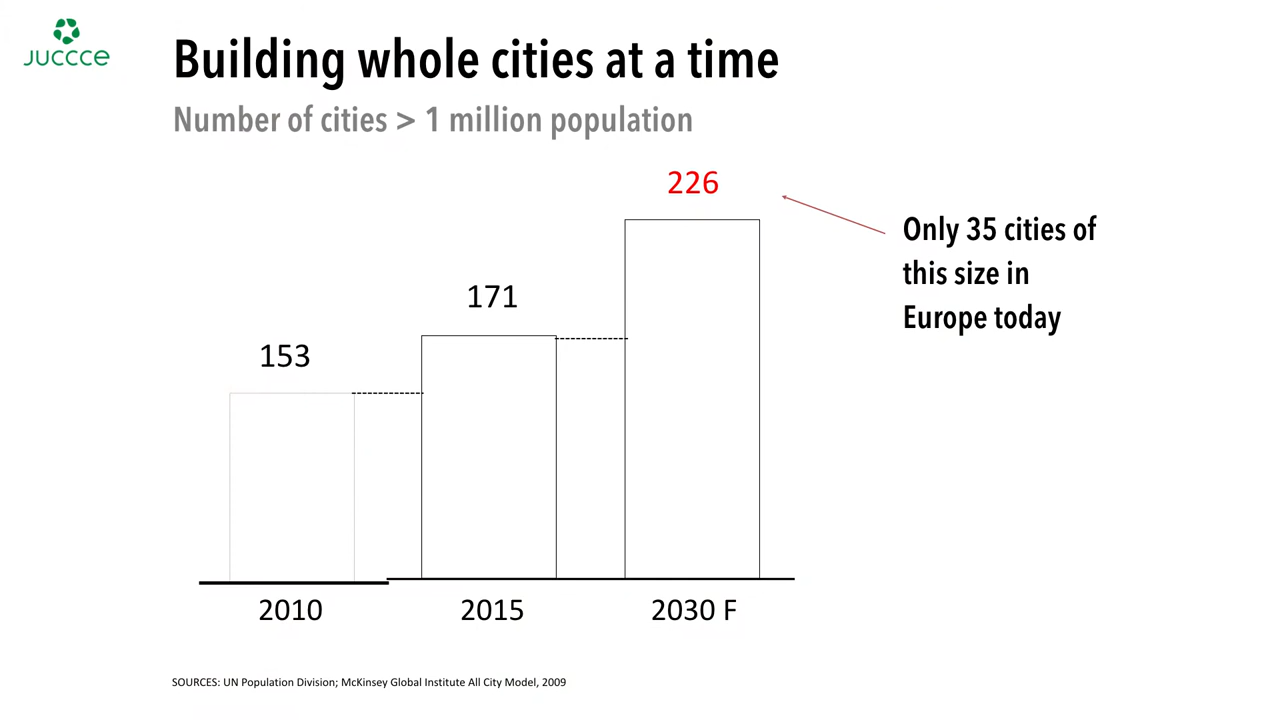 JUCCCE
Building whole cities at a time
Number of cities > 1 million population
226
Only 35 cities of
this size in
Europe today
171
153
2010
2015
2030 F
SOURCES: UN Population Division; McKinsey Global Institute All City Model, 2009